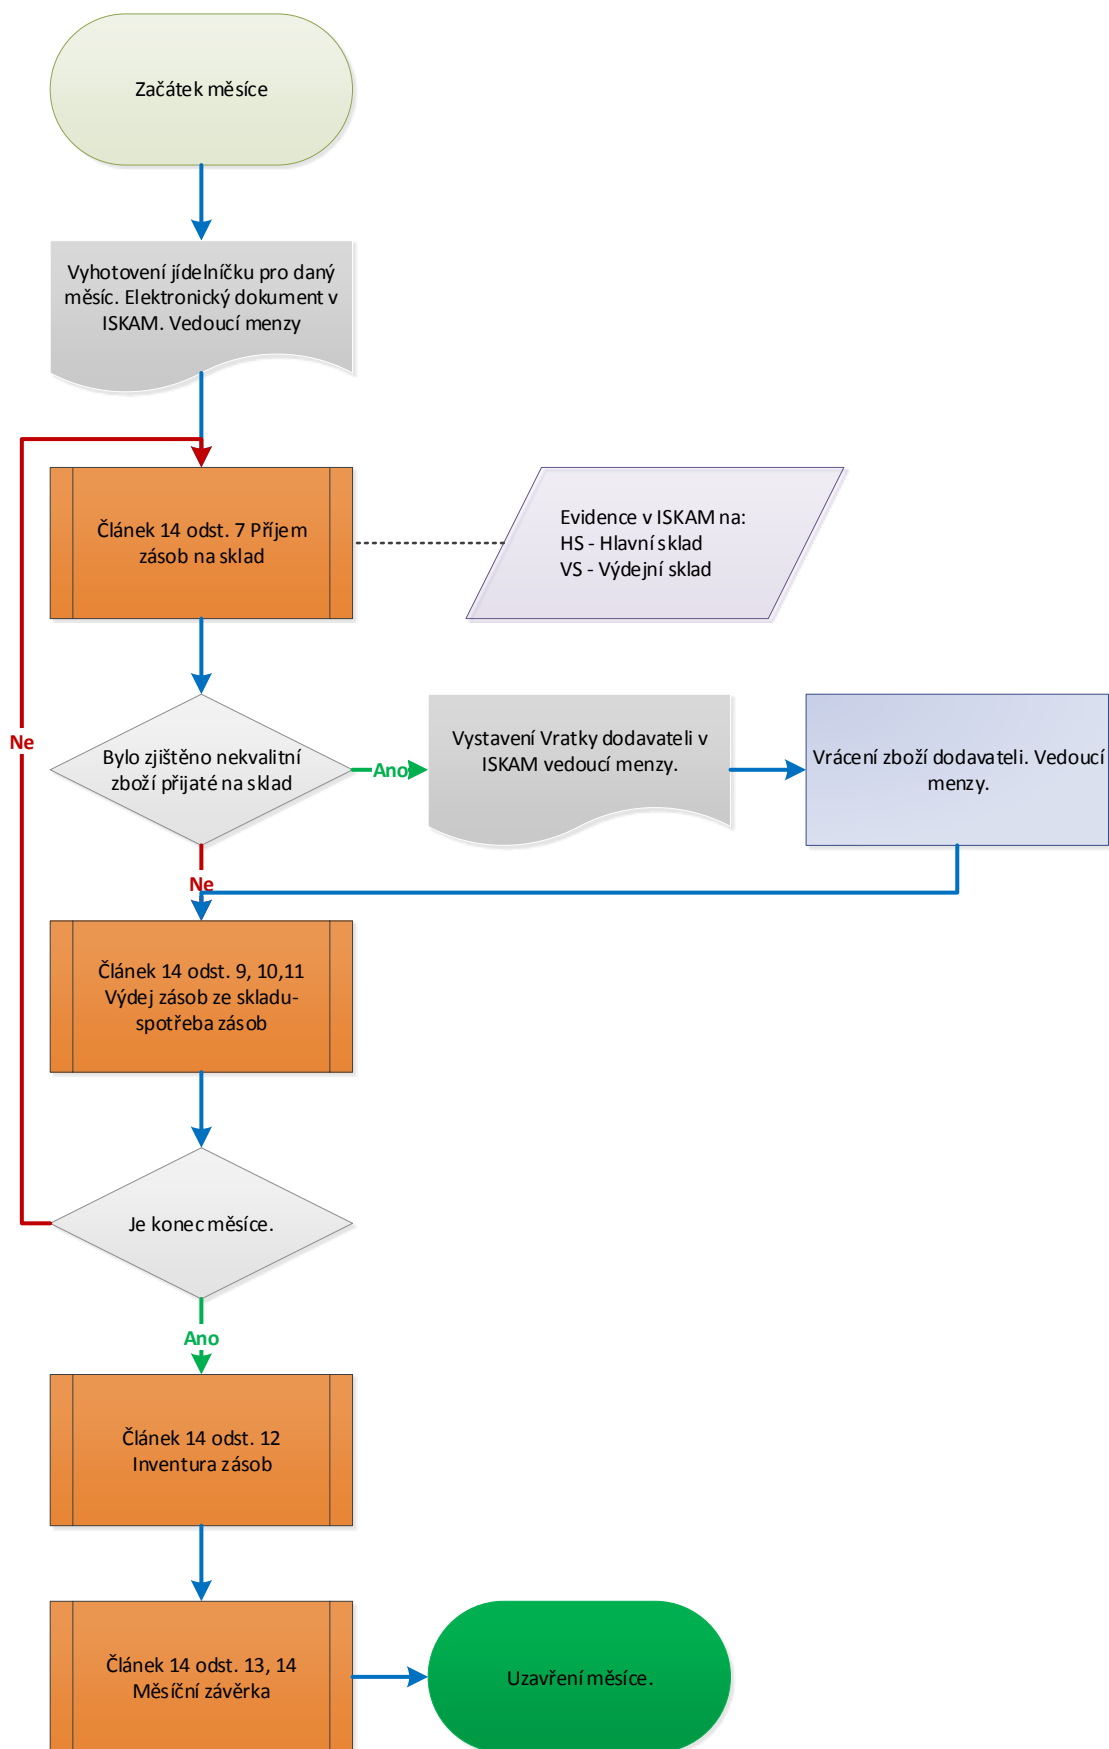 Začátek měsíce
Vyhotovení jídelníčku pro daný
měsíc. Elektronický dokument v
ISKAM. Vedoucí menzy
Článek 14 odst. 7 Příjem
zásob na sklad
Evidence v ISKAM na:
HS - Hlavní sklad
VS - Výdejní sklad
Ne
Bylo zjištěno nekvalitní
zboží přijaté na sklad
Ano
Vystavení Vratky dodavateli v
ISKAM vedoucí menzy.
Vrácení zboží dodavateli. Vedoucí
menzy.
Ne
Článek 14 odst. 9, 10,11
Výdej zásob ze skladu-
spotřeba zásob
Je konec měsíce.
Ano
Článek 14 odst. 12
Inventura zásob
Článek 14 odst. 13, 14
Měsíční závěrka
Uzavření měsíce.